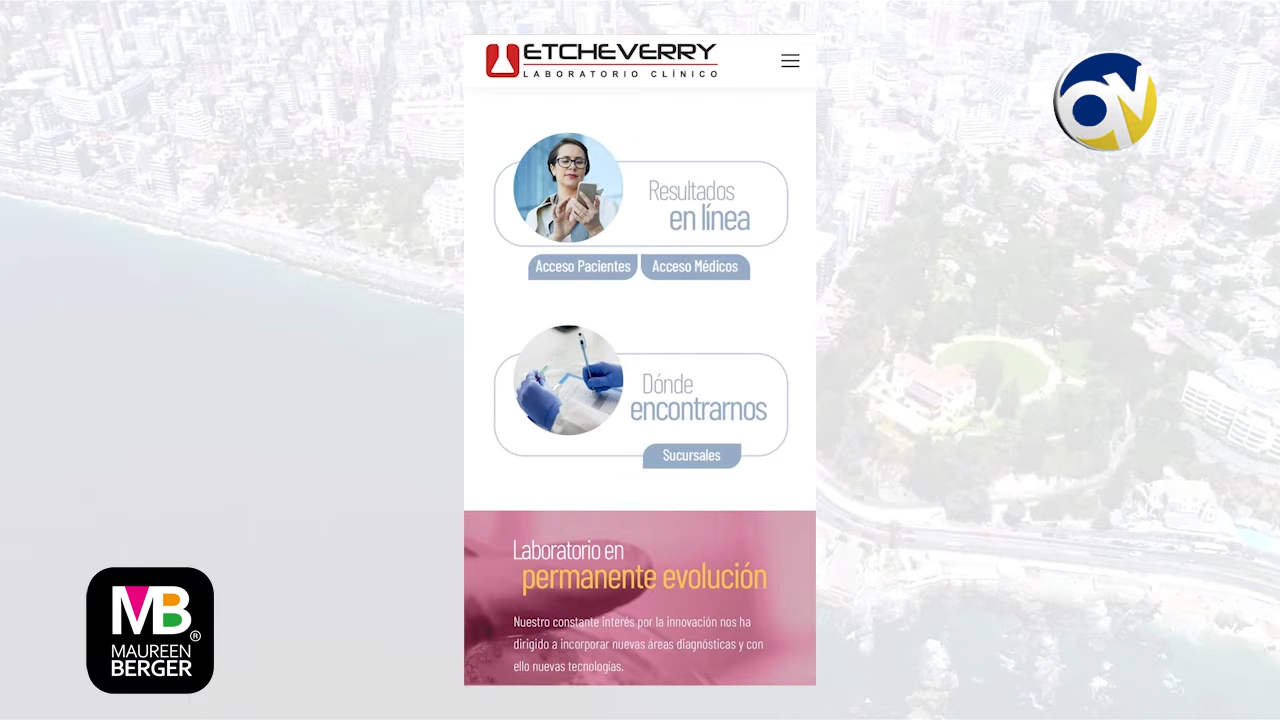 ETCHEVERRY
LABORATORIO CLÍNICO
Resultados
en línea
Acceso Pacientes
Acceso Médicos
Dónde
encontrarnos
Sucursales
Laboratorio en
permanente evolución
Nuestro constante interés por la innovación nos ha
dirigido a incorporar nuevas áreas diagnósticas y con
ello nuevas tecnologías.
MB®
MAUREEN
BERGER
OV